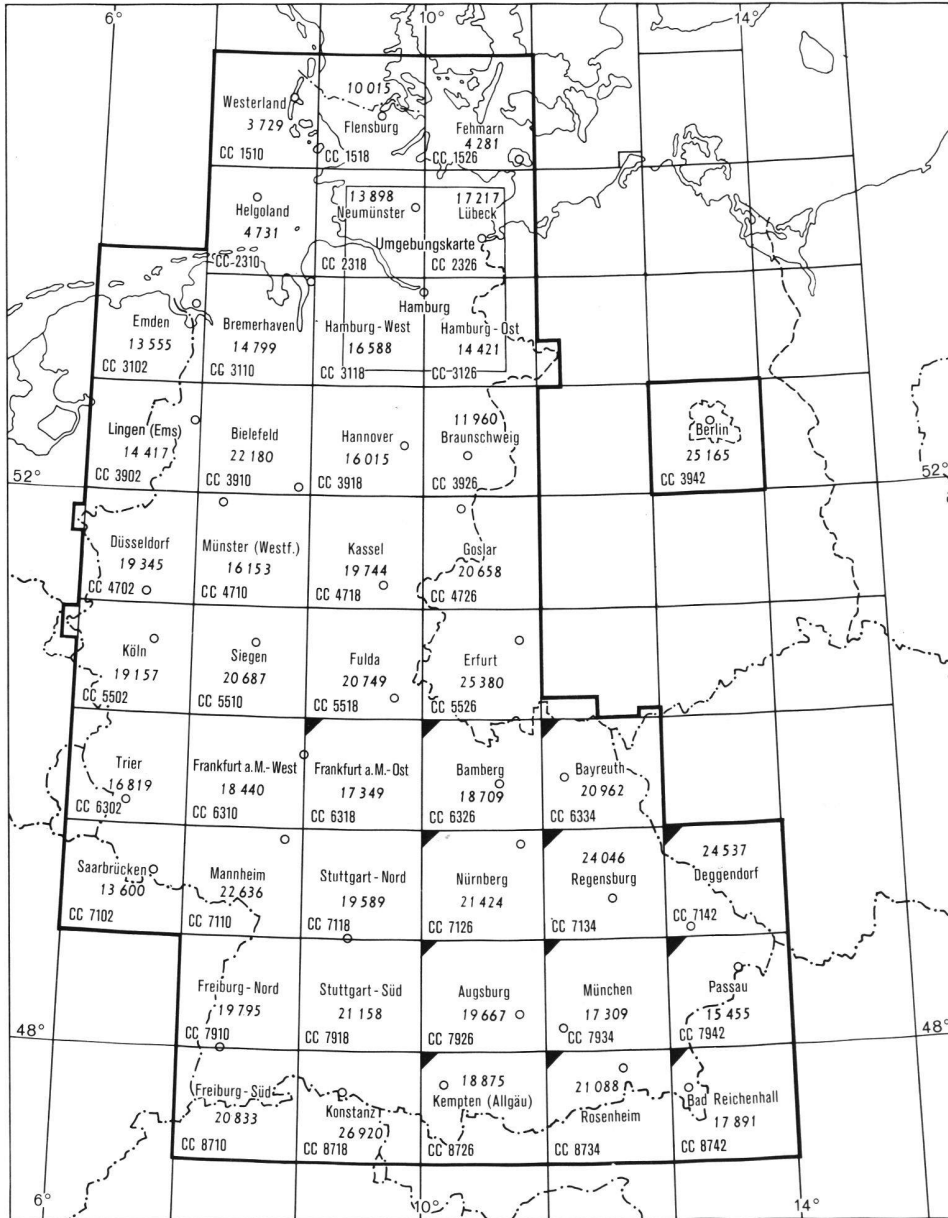 6°
10°
14°
Westerland
3 729
CC 1510
10 015
Flensburg
CC 1518
Fehmarn
4 281
CC 1526
Helgoland
4 731
CC 2310
13 898
Neumünster
CC 2318
17 217
Lübeck
Umgebungskarte
CC 2326
Emden
13 555
CC 3102
Bremerhaven
14 799
CC 3110
Hamburg
Hamburg - West
16 588
CC 3118
Hamburg - Ost
14 421
CC 3126
Lingen (Ems)
14 417
CC 3902
Bielefeld
22 180
CC 3910
Hannover
16 015
CC 3918
11 960
Braunschweig
CC 3926
Berlin
25 165
CC 3942
52°
52°
Düsseldorf
19 345
CC 4702
Münster (Westf.)
16 153
CC 4710
Kassel
19 744
CC 4718
Goslar
20 658
CC 4726
Köln
19 157
CC 5502
Siegen
20 687
CC 5510
Fulda
20 749
CC 5518
Erfurt
25 380
CC 5526
Trier
16 819
CC 6302
Frankfurt a.M.-West
18 440
CC 6310
Frankfurt a.M.-Ost
17 349
CC 6318
Bamberg
18 709
CC 6326
Bayreuth
20 962
CC 6334
Saarbrücken
13 600
CC 7102
Mannheim
22 636
CC 7110
Stuttgart - Nord
19 589
CC 7118
Nürnberg
21 424
CC 7126
24 046
Regensburg
CC 7134
24 537
Deggendorf
CC 7142
Freiburg - Nord
19 795
CC 7910
Stuttgart - Süd
21 158
CC 7918
Augsburg
19 667
CC 7926
München
17 309
CC 7934
Passau
15 455
CC 7942
48°
48°
Freiburg - Süd
20 833
CC 8710
Konstanz
26 920
CC 8718
18 875
Kempten (Allgäu)
CC 8726
21 088
Rosenheim
CC 8734
Bad Reichenhall
17 891
CC 8742
6°
10°
14°